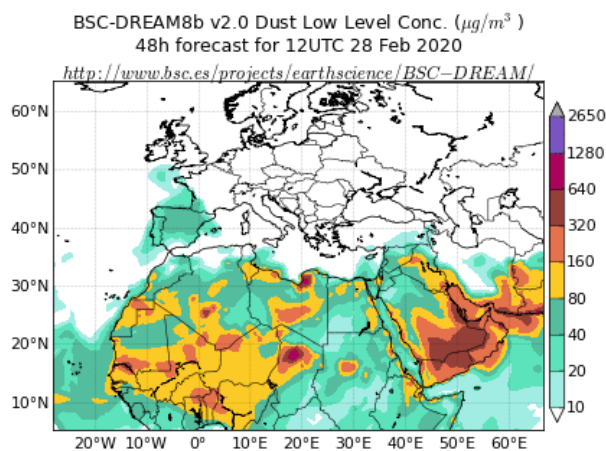 BSC-DREAM8b v2.0 Dust Low Level Conc. (μg/m³ )
48h forecast for 12UTC 28 Feb 2020
http://www.bsc.es/projects/earthscience/BSC−DREAM/
60°N
50°N
40°N
30°N
20°N
10°N
20°W 10°W 0° 10°E 20°E 30°E 40°E 50°E 60°E
2650
1280
640
320
160
80
40
20
10